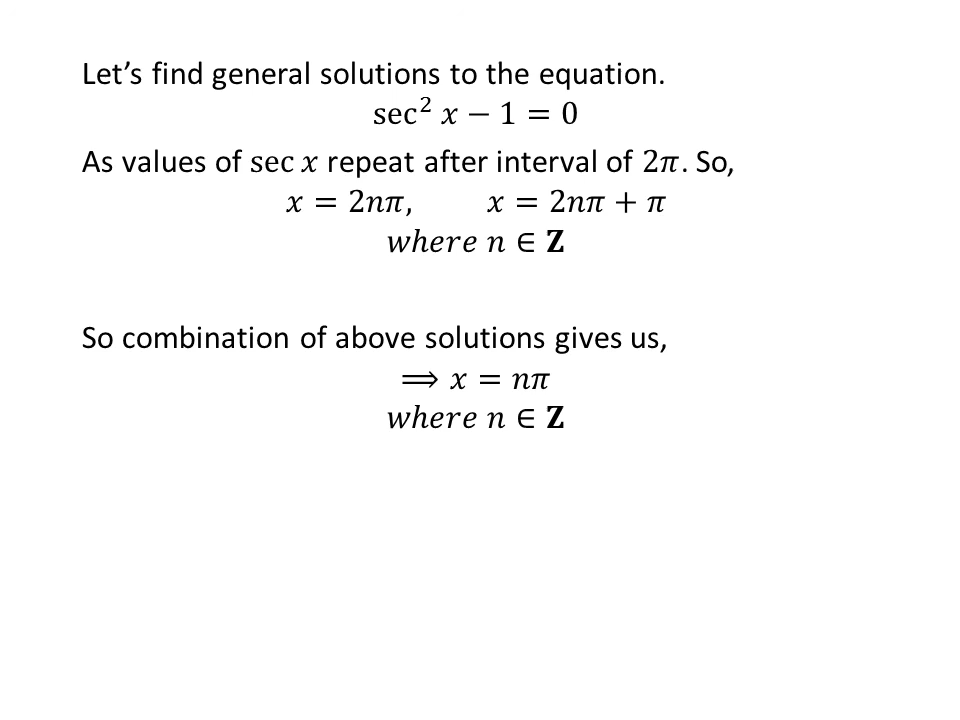 Let’s find general solutions to the equation.
sec² 𝑥 − 1 = 0
As values of sec 𝑥 repeat after interval of 2𝜋. So,
𝑥 = 2𝑛𝜋, 𝑥 = 2𝑛𝜋 + 𝜋
𝑤ℎ𝑒𝑟𝑒 𝑛 ∈ 𝐙
So combination of above solutions gives us,
⟹ 𝑥 = 𝑛𝜋
𝑤ℎ𝑒𝑟𝑒 𝑛 ∈ 𝐙